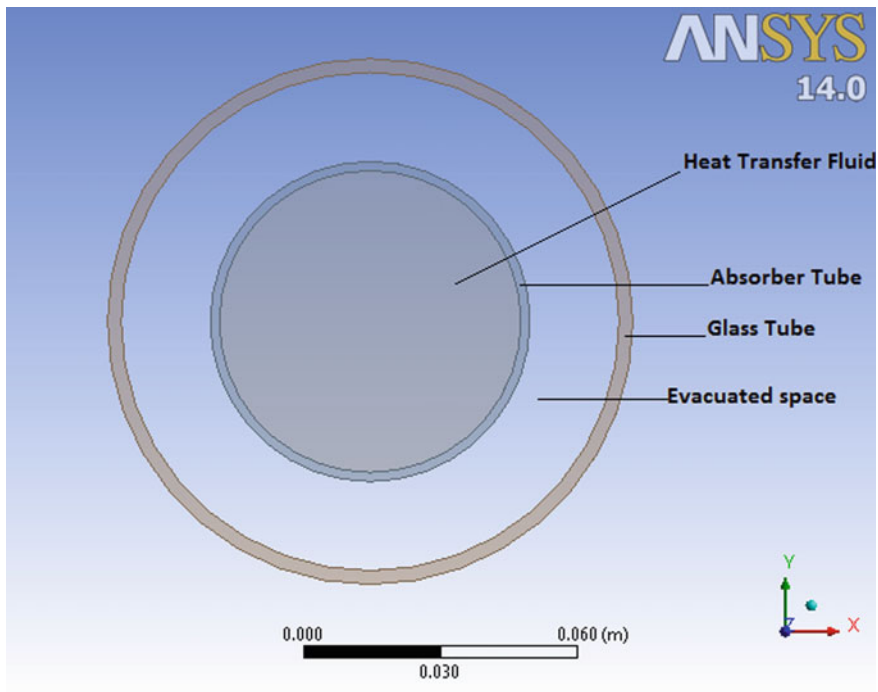 ANSYS
14.0
Heat Transfer Fluid
Absorber Tube
Glass Tube
Evacuated space
0.000
0.060 (m)
0.030
Y
Z
X